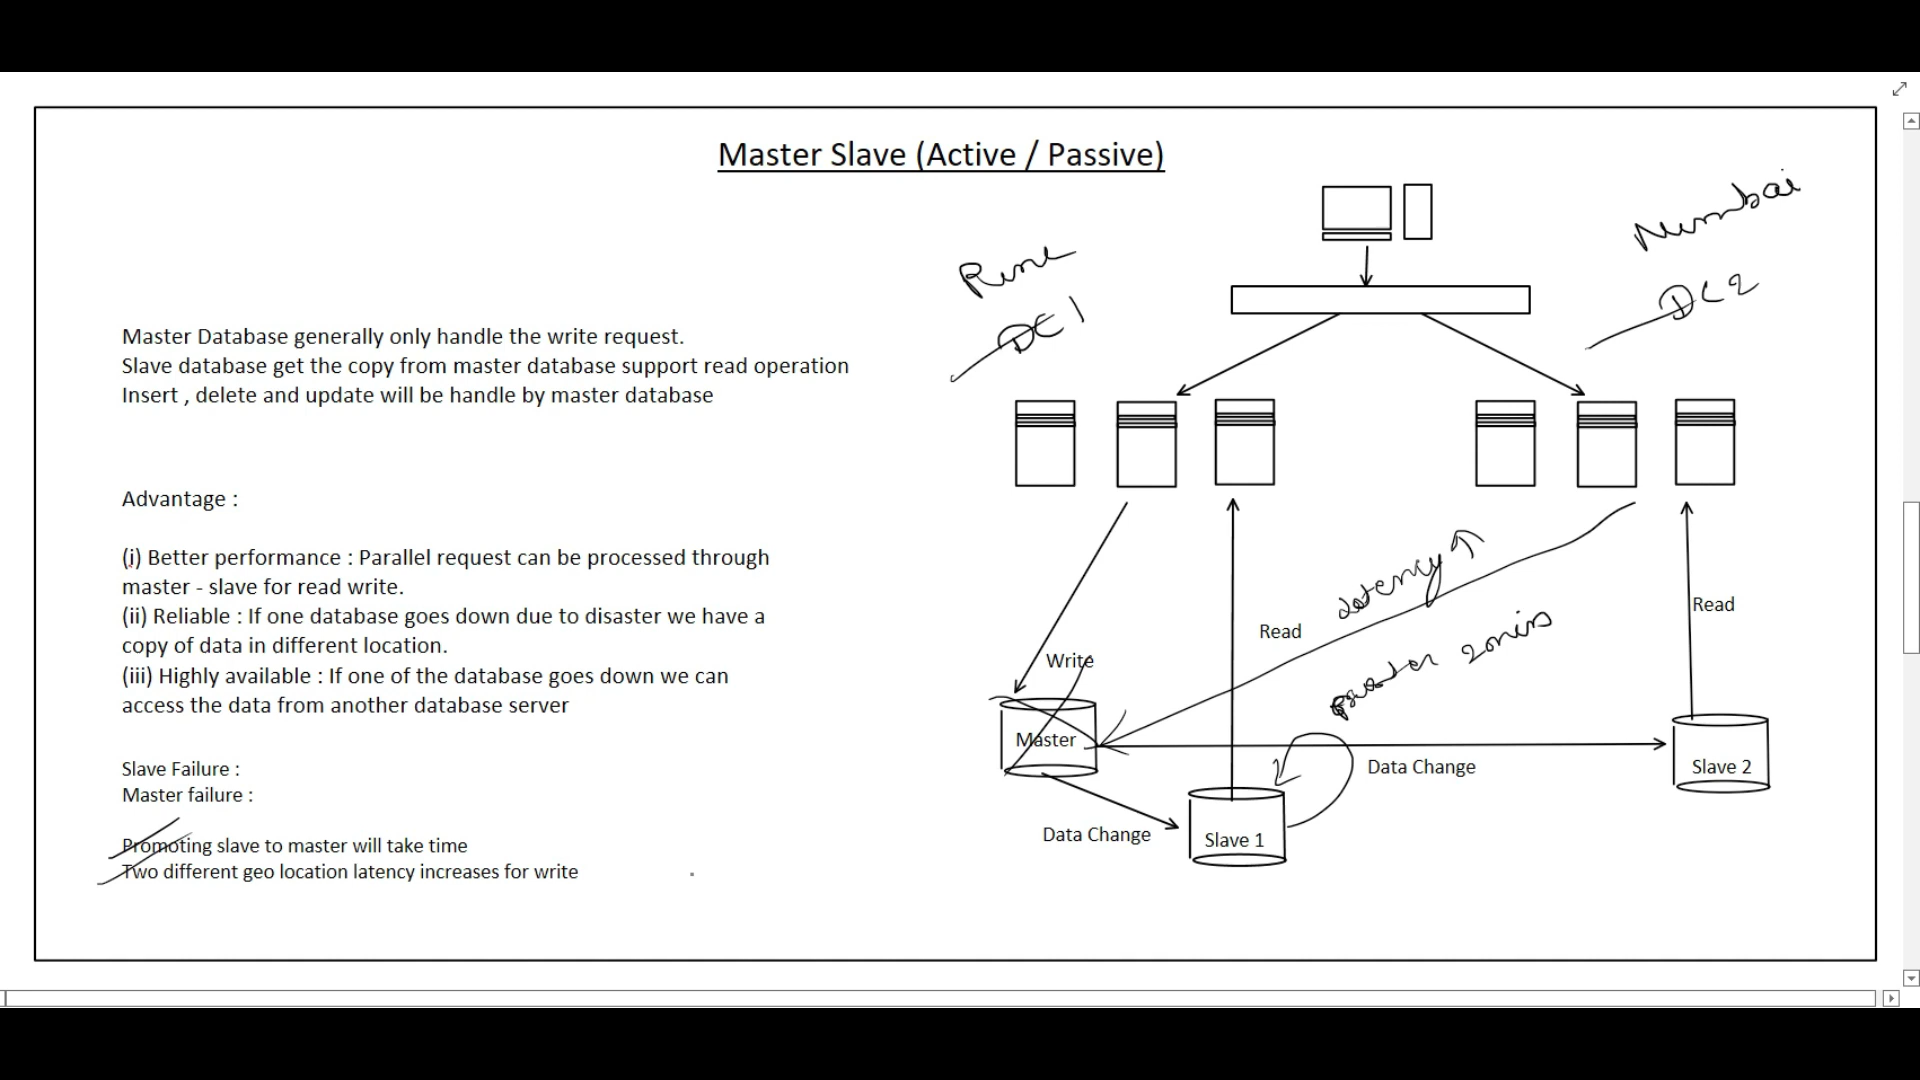 Master Slave (Active / Passive)
Mumbai
DC2
DC1
Master Database generally only handle the write request.
Slave database get the copy from master database support read operation
Insert , delete and update will be handle by master database
Advantage :
(i) Better performance : Parallel request can be processed through
master - slave for read write.
(ii) Reliable : If one database goes down due to disaster we have a
copy of data in different location.
(iii) Highly available : If one of the database goes down we can
access the data from another database server
Slave Failure :
Master failure :
Promoting slave to master will take time
Two different geo location latency increases for write
latency
Read
Read
Write
Master
Data Change
Slave 2
Data Change
Slave 1